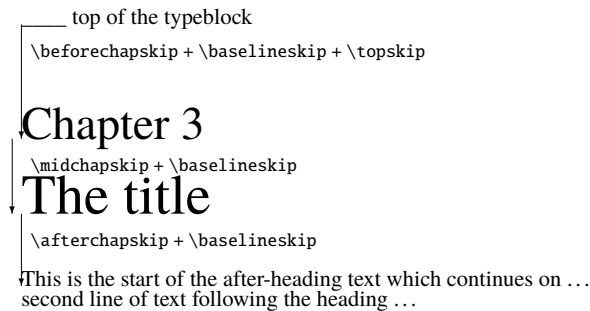 top of the typeblock
\beforechapskip + \baselineskip + \topskip
Chapter 3
\midchapskip + \baselineskip
The title
\afterchapskip + \baselineskip
This is the start of the after-heading text which continues on …
second line of text following the heading …